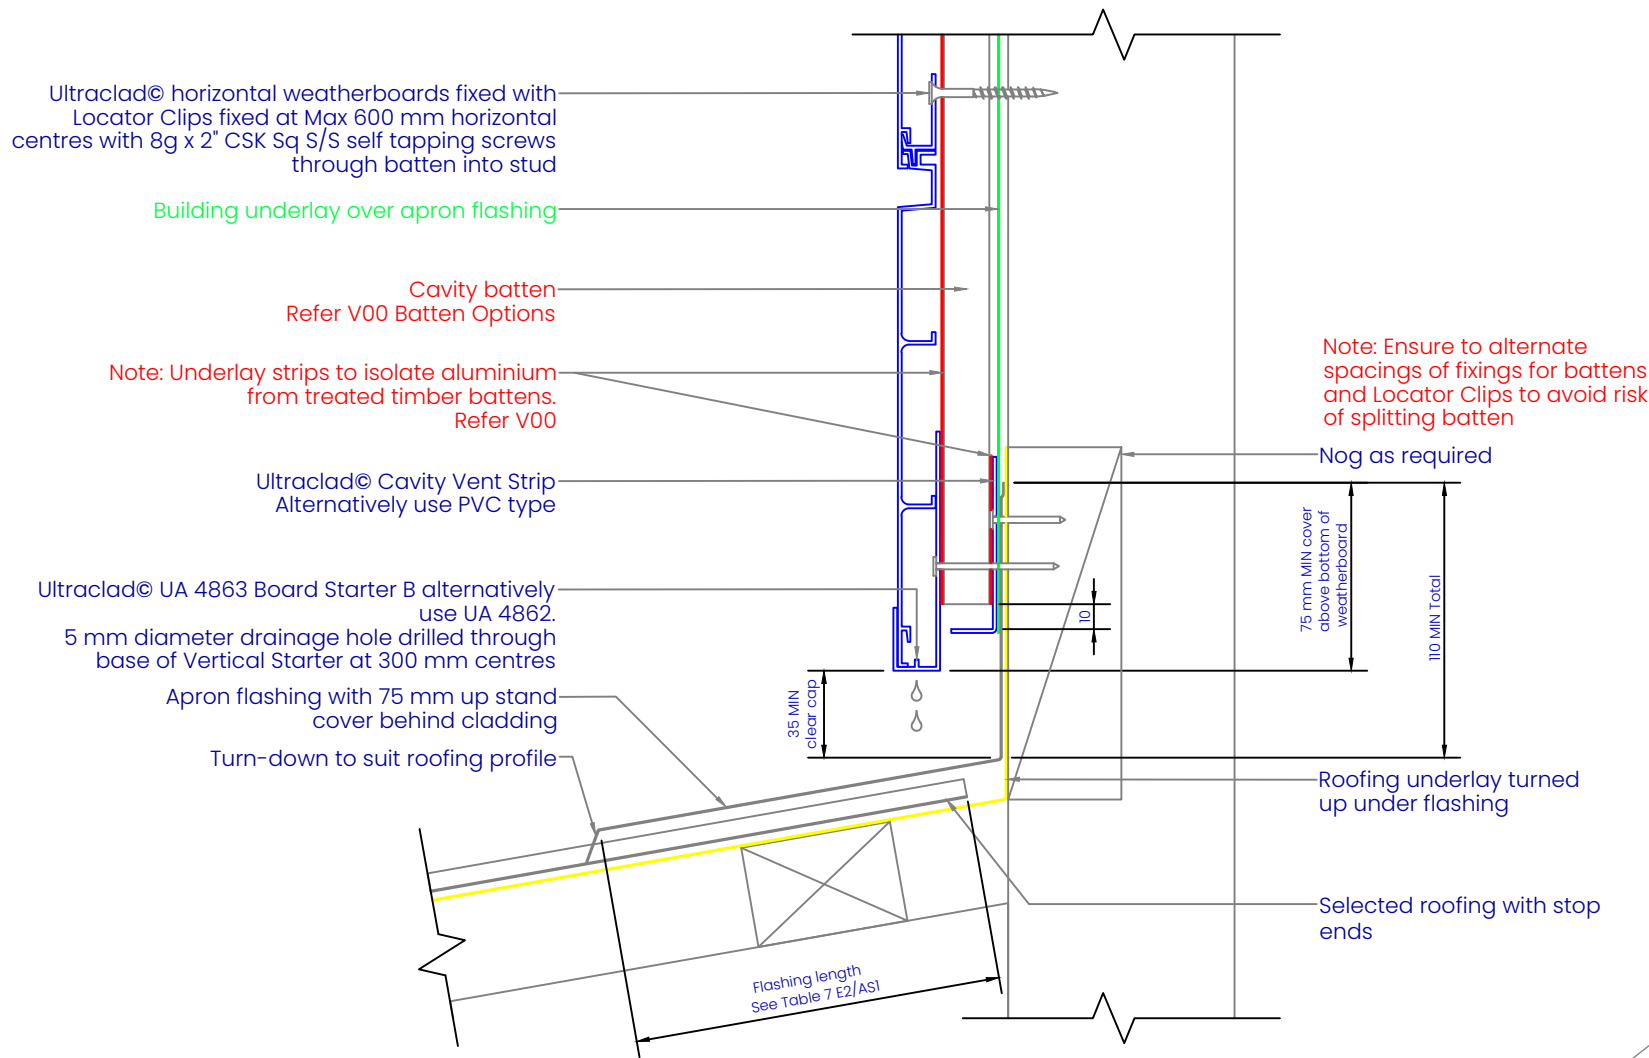 Ultraclad© horizontal weatherboards fixed with
Locator Clips fixed at Max 600 mm horizontal
centres with 8g x 2" CSK Sq S/S self tapping screws
through batten into stud
Building underlay over apron flashing
Cavity batten
Refer V00 Batten Options
Note: Underlay strips to isolate aluminium
from treated timber battens.
Refer V00
Ultraclad© Cavity Vent Strip
Alternatively use PVC type
Ultraclad© UA 4863 Board Starter B alternatively
use UA 4862.
5 mm diameter drainage hole drilled through
base of Vertical Starter at 300 mm centres
Apron flashing with 75 mm up stand
cover behind cladding
Turn-down to suit roofing profile
Note: Ensure to alternate
spacings of fixings for battens
and Locator Clips to avoid risk
of splitting batten
Nog as required
75 mm MIN cover
above bottom of
weatherboard
110 MIN Total
10
35 MIN
clear cap
Roofing underlay turned
up under flashing
Selected roofing with stop
ends
Flashing length
See Table 7 E2/AS1